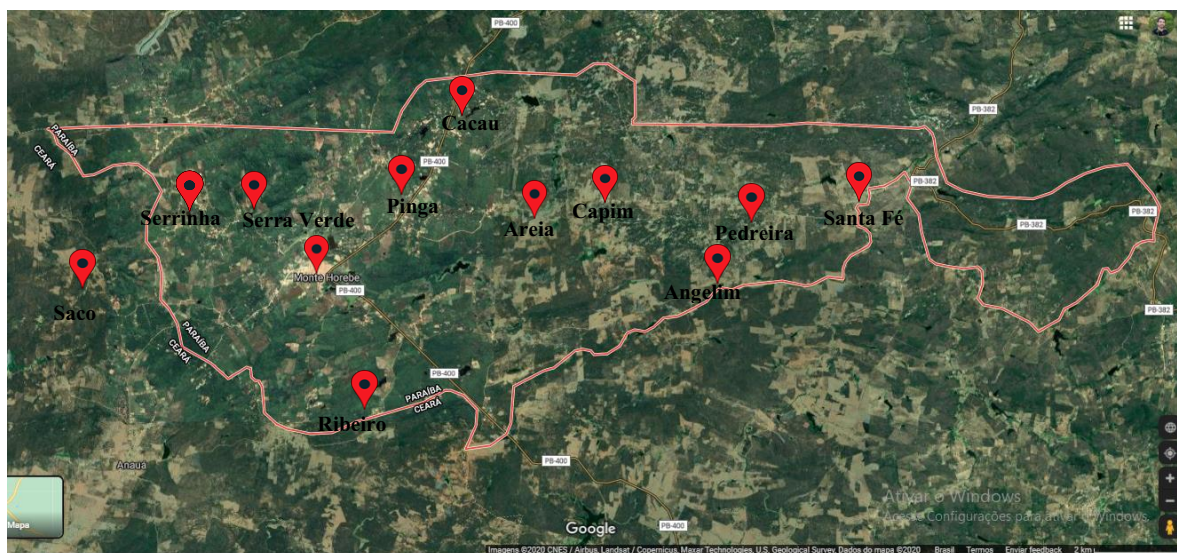 PB-400
PARAÍBA
CEARÁ
Cacau
PB-382
PB-400
PB-382
Serrinha
Serra Verde
Pinga
Areia
Capim
Pedreira
Santa Fé
PB-382
Saco
Monte Horebe
PB-400
Angelim
PB-382
PARAÍBA
CEARÁ
PB-400
PARAÍBA
CEARÁ
Ribeiro
Anauá
PB-400
Mapa
Google
PB-400
Ativar o Windows
Acesse Configurações para ativar o Windows.
Imagens ©2020 CNES / Airbus, Landsat / Copernicus, Maxar Technologies, U.S. Geological Survey, Dados do mapa ©2020 Brasil Termos Enviar feedback 2 km